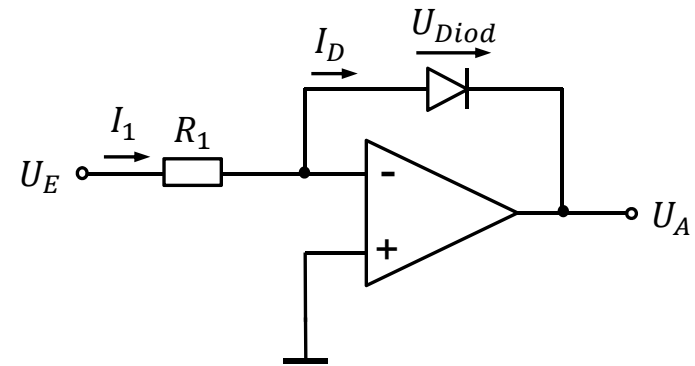 U_Diod
I_D
I_1
R_1
U_E
-
+
U_A